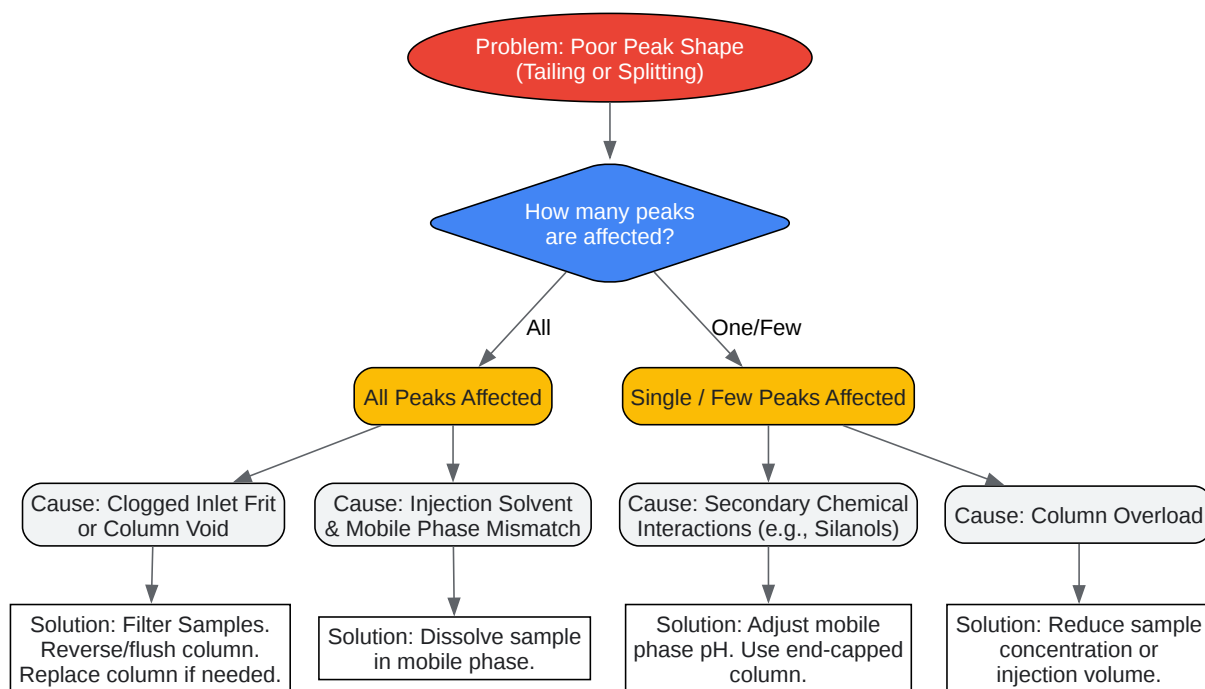 Problem: Poor Peak Shape
(Tailing or Splitting)
How many peaks
are affected?
All
One/Few
All Peaks Affected
Single / Few Peaks Affected
Cause: Clogged Inlet Frit
or Column Void
Cause: Injection Solvent
& Mobile Phase Mismatch
Cause: Secondary Chemical
Interactions (e.g., Silanols)
Cause: Column Overload
Solution: Filter Samples.
Reverse/flush column.
Replace column if needed.
Solution: Dissolve sample
in mobile phase.
Solution: Adjust mobile
phase pH. Use end-capped
column.
Solution: Reduce sample
concentration or
injection volume.